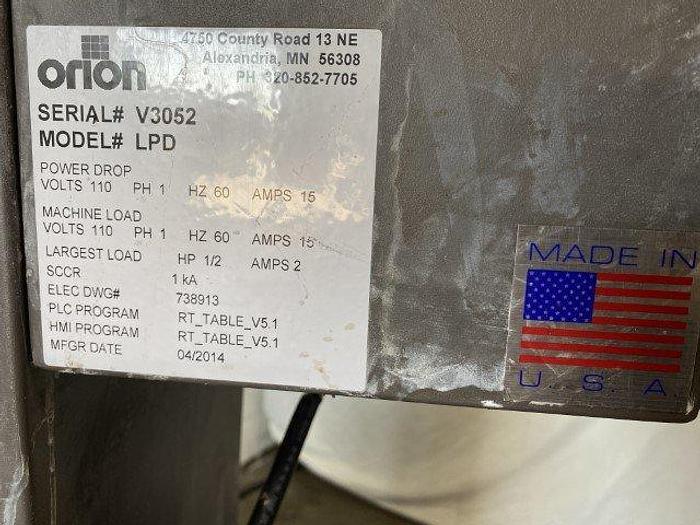 orion
4750 County Road 13 NE
Alexandria, MN 56308
PH 320-852-7705
SERIAL# V3052
MODEL# LPD
POWER DROP
VOLTS 110 PH 1 HZ 60 AMPS 15
MACHINE LOAD
VOLTS 110 PH 1 HZ 60 AMPS 15
LARGEST LOAD HP 1/2 AMPS 2
SCCR 1 kA
ELEC DWG# 738913
PLC PROGRAM RT_TABLE_V5.1
HMI PROGRAM RT_TABLE_V5.1
MFGR DATE 04/2014
MADE IN
U.S.A.